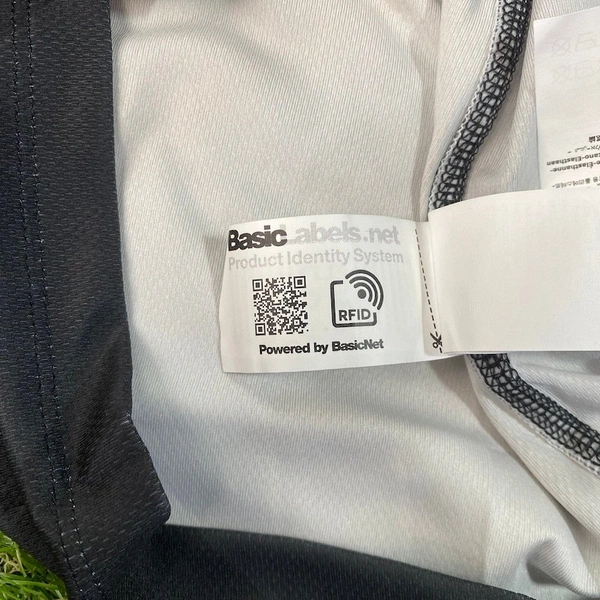 BasicLabels.net
Product Identity System
RFID
Powered by BasicNet